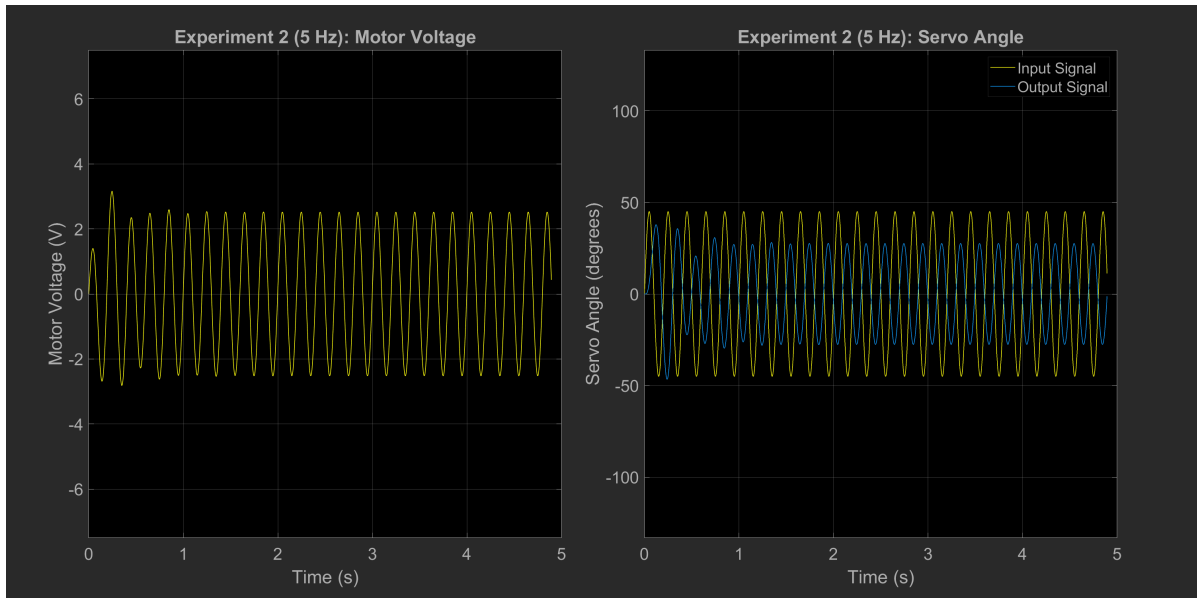 Experiment 2 (5 Hz): Motor Voltage
6
4
2
0
-2
-4
-6
Motor Voltage (V)
0 1 2 3 4 5
Time (s)
Experiment 2 (5 Hz): Servo Angle
Input Signal
Output Signal
100
50
0
-50
-100
Servo Angle (degrees)
0 1 2 3 4 5
Time (s)